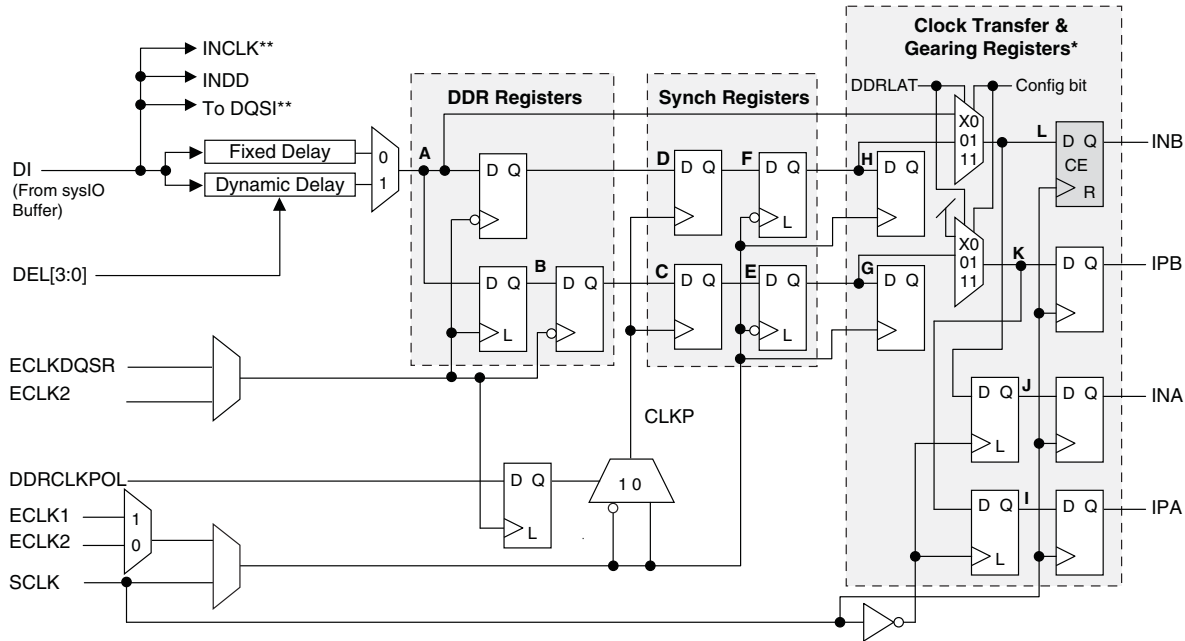 Clock Transfer &
Gearing Registers*
INCLK**
INDD
To DQSI**
DDR Registers
Synch Registers
DDRLAT
Config bit
X0
01
11
L
D Q
CE
R
INB
DI
(From sysIO
Buffer)
Fixed Delay
Dynamic Delay
0
1
A
D Q
D
D Q
F
D Q
L
H
D Q
X0
01
11
K
D Q
IPB
DEL[3:0]
D Q
L
B
D Q
C
D Q
E
D Q
L
G
D Q
ECLKDQSR
ECLK2
CLKP
D Q
L
J
D Q
INA
DDRCLKPOL
D Q
L
1 0
ECLK1
ECLK2
1
0
D Q
L
I
D Q
IPA
SCLK